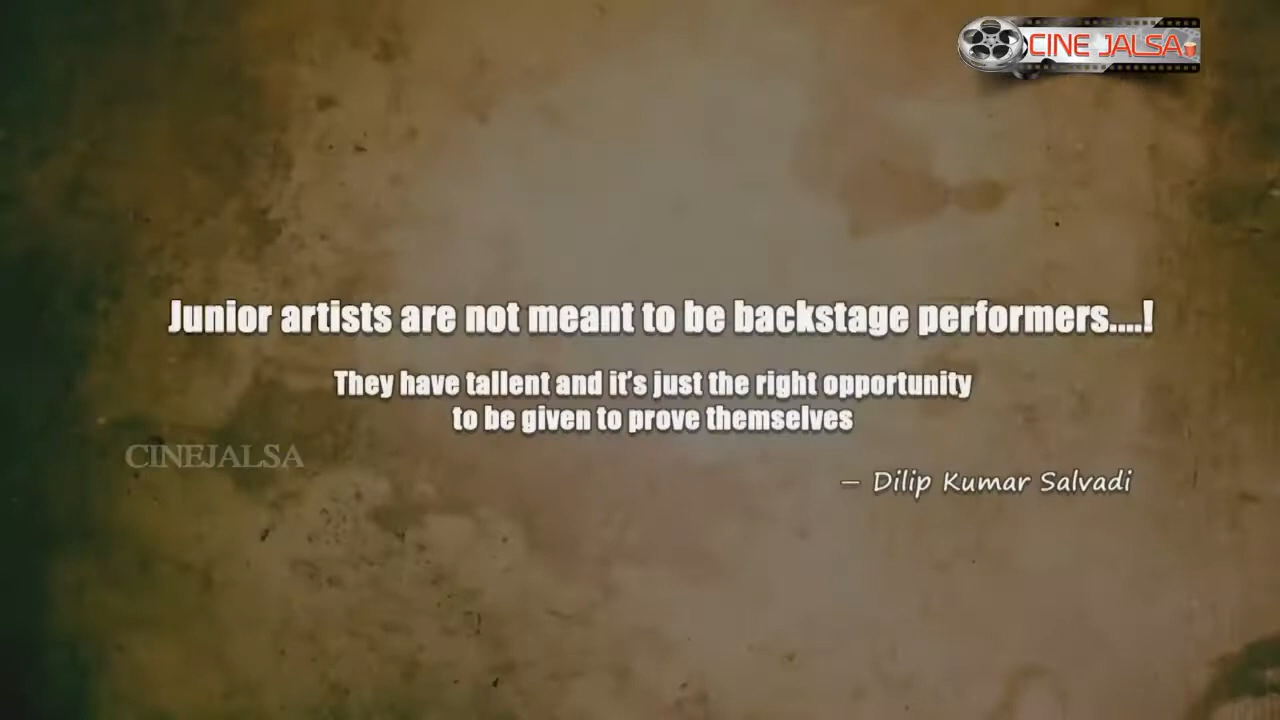 CINE JALSA
Junior artists are not meant to be backstage performers....!
They have tallent and it's just the right opportunity
to be given to prove themselves
CINEJALSA
– Dilip Kumar Salvadi